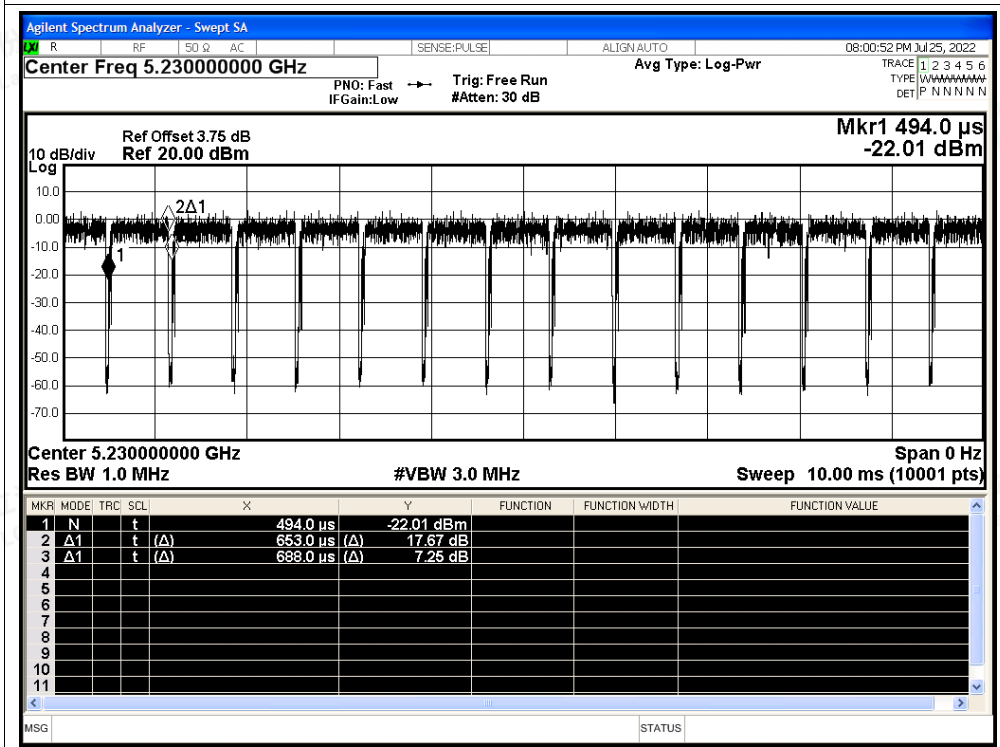 Agilent Spectrum Analyzer - Swept SA
LXI R RF 50 Ω AC SENSE:PULSE ALIGN AUTO 08:00:52 PM Jul 25, 2022
Center Freq 5.230000000 GHz
PNO: Fast
IFGain:Low
Trig: Free Run
#Atten: 30 dB
Avg Type: Log-Pwr
TRACE 1 2 3 4 5 6
TYPE
DET P N N N N N
Mkr1 494.0 µs
-22.01 dBm
Ref Offset 3.75 dB
Ref 20.00 dBm
10 dB/div
Log
10.0
0.00
-10.0
-20.0
-30.0
-40.0
-50.0
-60.0
-70.0
1
2Δ1
Center 5.230000000 GHz Span 0 Hz
Res BW 1.0 MHz #VBW 3.0 MHz Sweep 10.00 ms (10001 pts)
MKR MODE TRC SCL X Y FUNCTION FUNCTION WIDTH FUNCTION VALUE
1 N t 494.0 µs -22.01 dBm
2 Δ1 t (Δ) 653.0 µs (Δ) 17.67 dB
3 Δ1 t (Δ) 688.0 µs (Δ) 7.25 dB
4
5
6
7
8
9
10
11
MSG STATUS